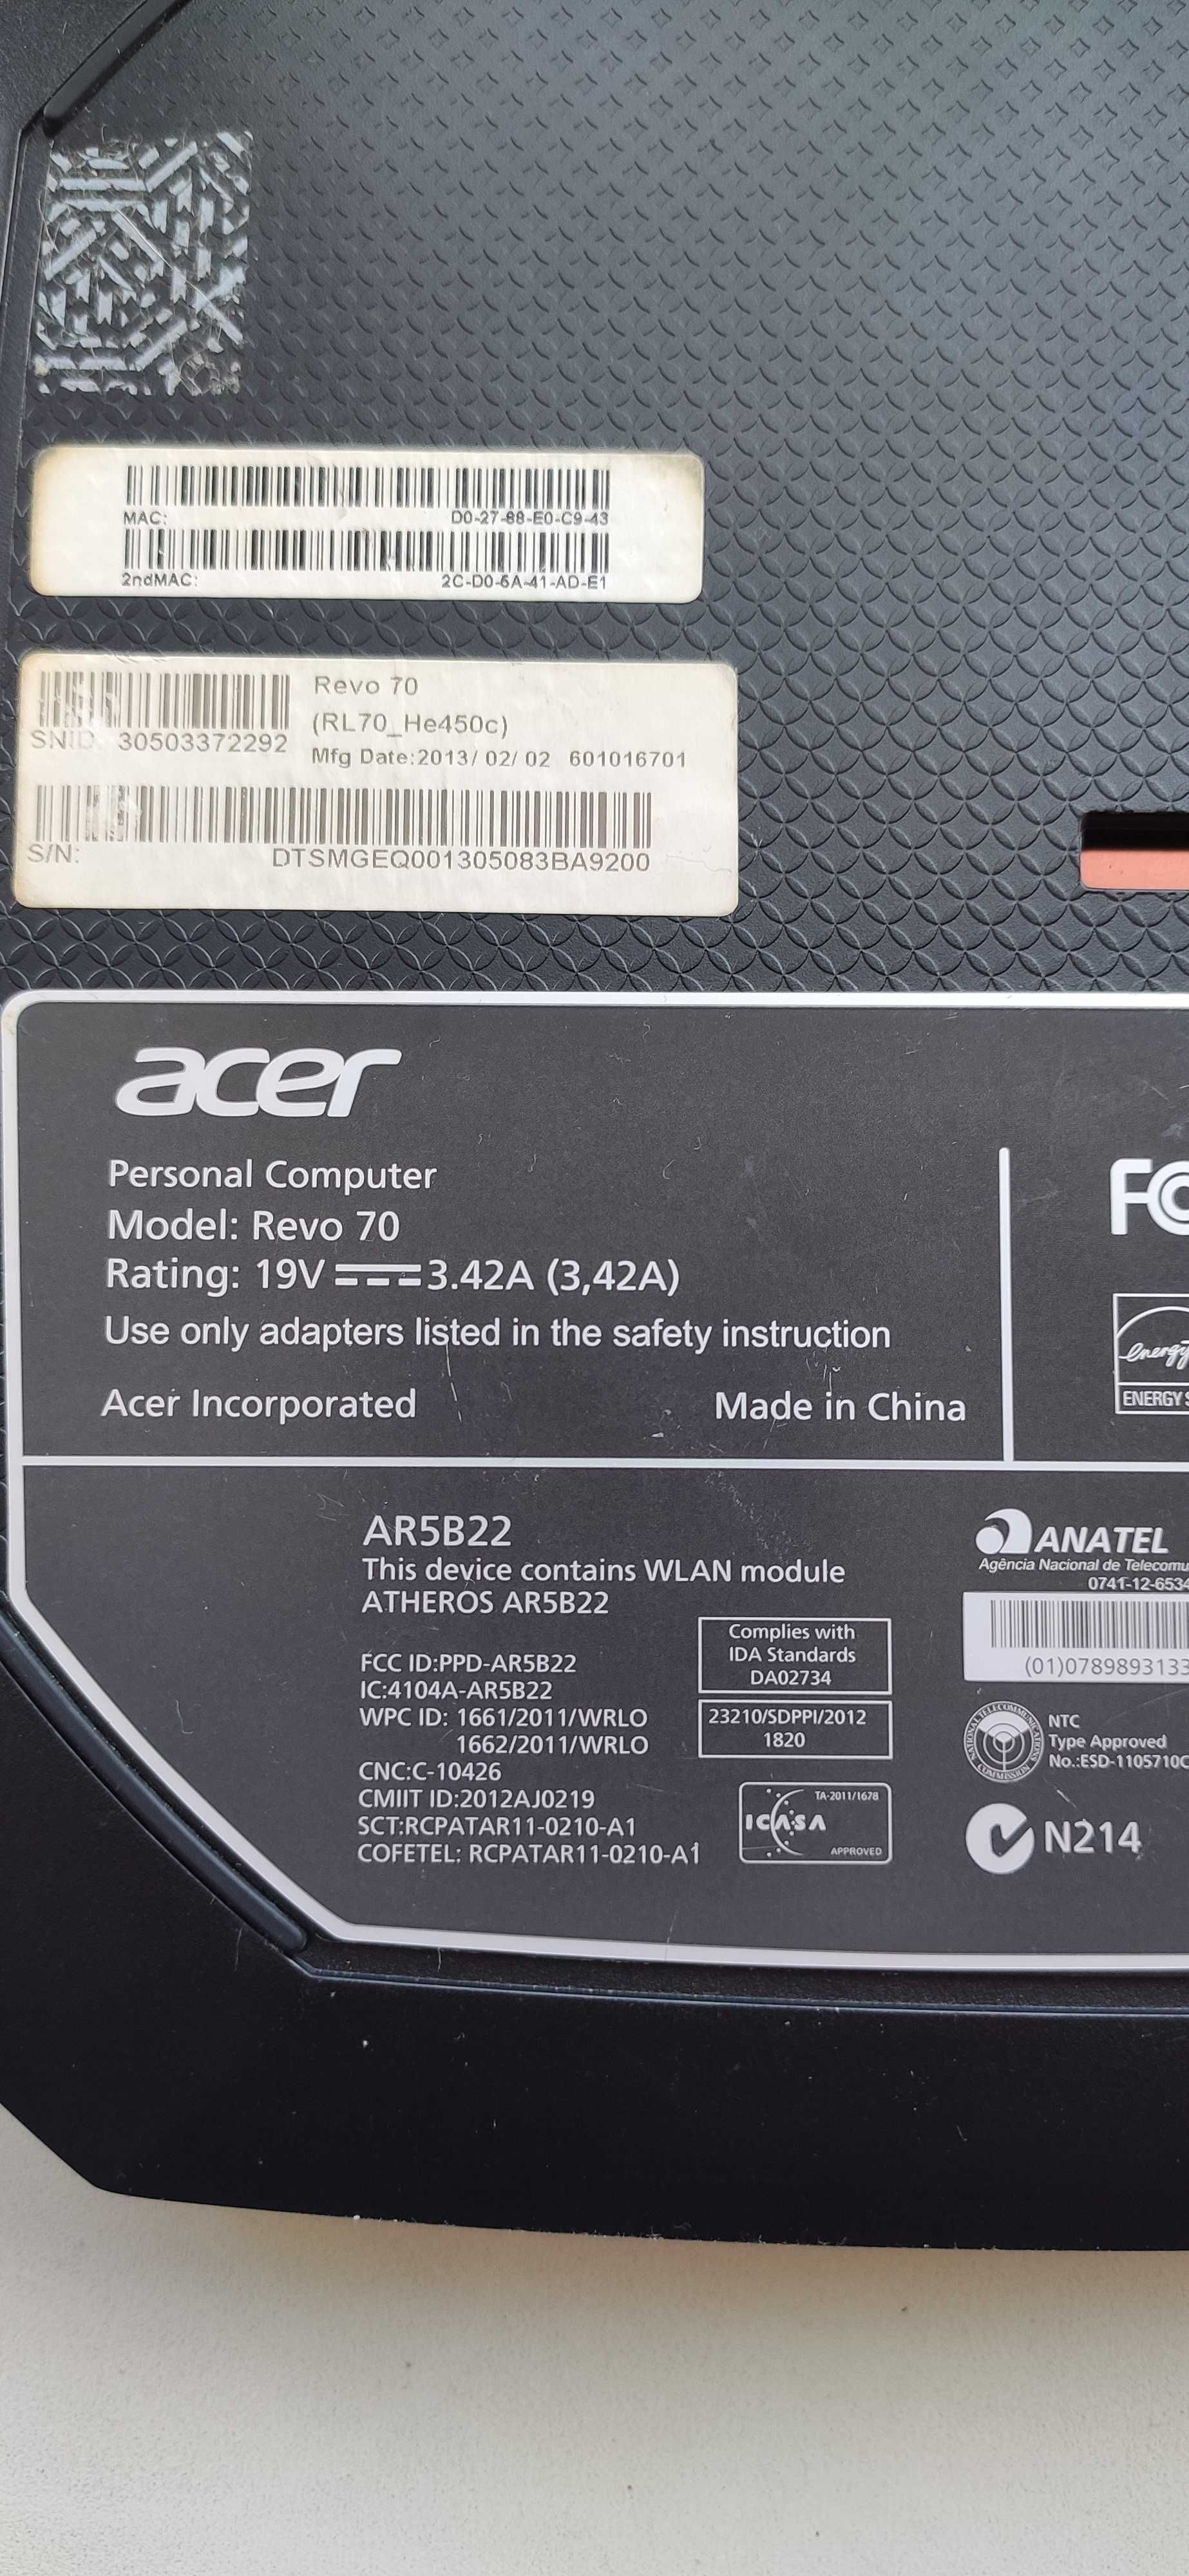 MAC: D0-27-88-E0-C9-43
2ndMAC: 2C-D0-5A-41-AD-E1
SNID: 30503372292
Revo 70
(RL70_He450c)
Mfg Date:2013/ 02/ 02 601016701
S/N: DTSMGEQ001305083BA9200
acer
Personal Computer
Model: Revo 70
Rating: 19V 3.42A (3,42A)
Use only adapters listed in the safety instruction
Acer Incorporated Made in China
FC
energy
ENERGY S
AR5B22
This device contains WLAN module
ATHEROS AR5B22
FCC ID:PPD-AR5B22
IC:4104A-AR5B22
WPC ID: 1661/2011/WRLO
1662/2011/WRLO
CNC:C-10426
CMIIT ID:2012AJ0219
SCT:RCPATAR11-0210-A1
COFETEL: RCPATAR11-0210-A1
Complies with
IDA Standards
DA02734
23210/SDPPI/2012
1820
TA-2011/1678
ICASA
APPROVED
ANATEL
Agência Nacional de Telecomu
0741-12-6534
(01)0789893133
NATIONAL TELECOMMUNICATIONS COMMISSION
NTC
Type Approved
No.:ESD-1105710C
N214